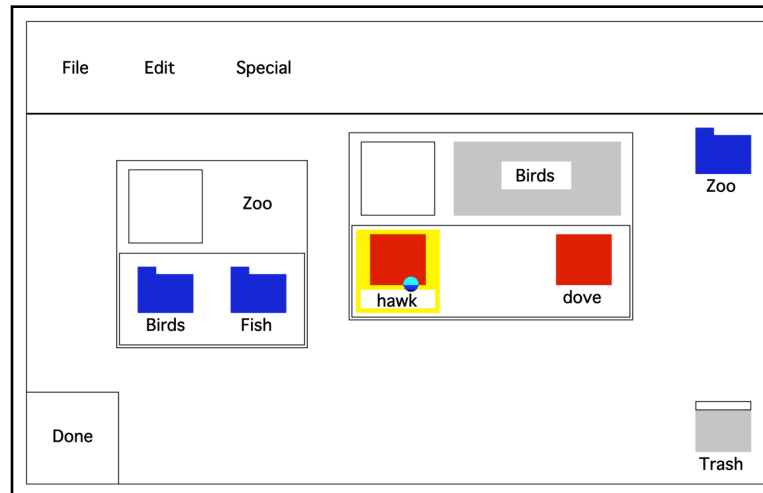 File Edit Special
Zoo
Birds
Zoo
Birds Fish
hawk dove
Done
Trash